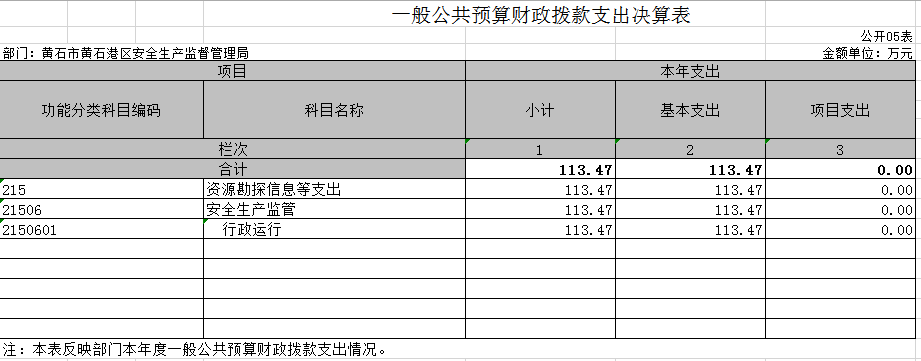 一般公共预算财政拨款支出决算表
公开05表
部门：黄石市黄石港区安全生产监督管理局 金额单位：万元
项目 本年支出
功能分类科目编码 科目名称 小计 基本支出 项目支出
栏次 1 2 3
合计 113.47 113.47 0.00
215 资源勘探信息等支出 113.47 113.47 0.00
21506 安全生产监管 113.47 113.47 0.00
2150601 行政运行 113.47 113.47 0.00
注：本表反映部门本年度一般公共预算财政拨款支出情况。